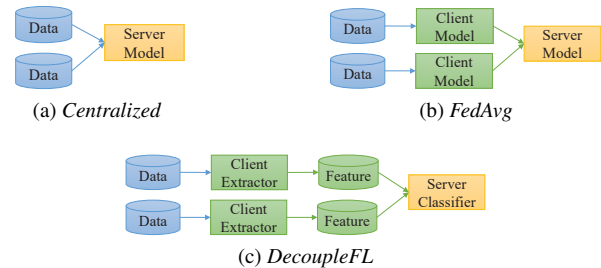 Data
Data
Server
Model
(a) Centralized
Data
Data
Client
Model
Client
Model
Server
Model
(b) FedAvg
Data
Data
Client
Extractor
Client
Extractor
Feature
Feature
Server
Classifier
(c) DecoupleFL